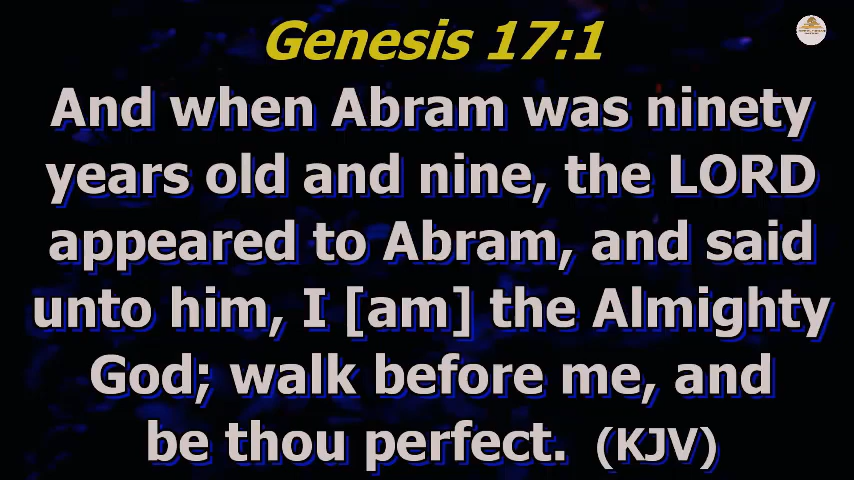 Genesis 17:1
And when Abram was ninety
years old and nine, the LORD
appeared to Abram, and said
unto him, I [am] the Almighty
God; walk before me, and
be thou perfect. (KJV)